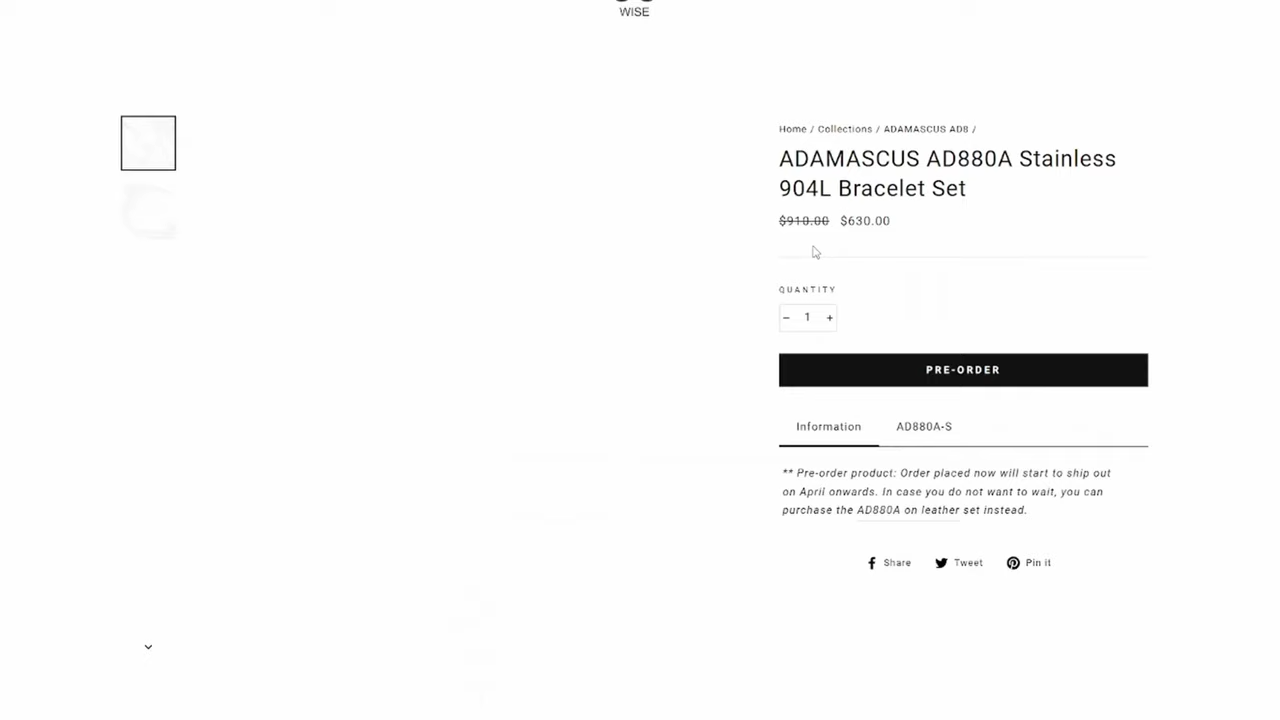 WISE
Home / Collections / ADAMASCUS AD8 /
ADAMASCUS AD880A Stainless
904L Bracelet Set
$910.00 $630.00
QUANTITY
− 1 +
PRE-ORDER
Information AD880A-S
** Pre-order product: Order placed now will start to ship out
on April onwards. In case you do not want to wait, you can
purchase the AD880A on leather set instead.
Share Tweet Pin it